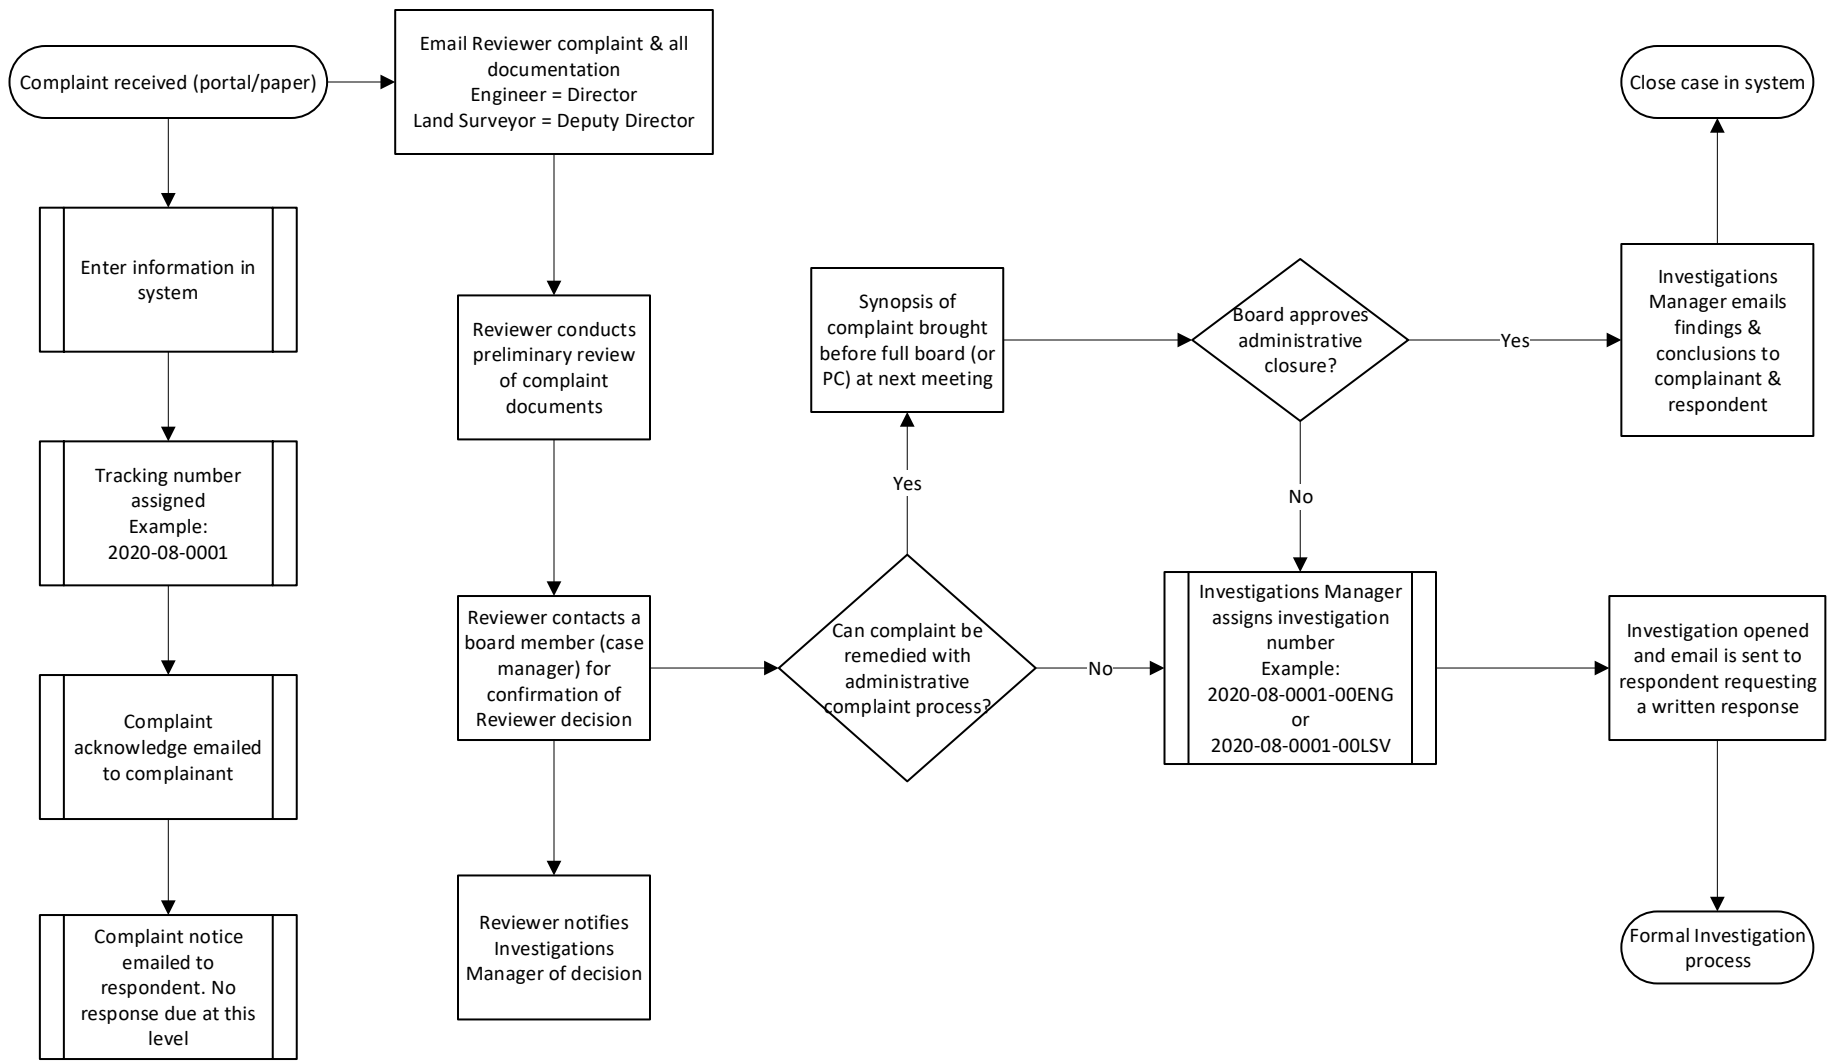 Complaint received (portal/paper)
Email Reviewer complaint & all
documentation
Engineer = Director
Land Surveyor = Deputy Director
Close case in system
Enter information in
system
Reviewer conducts
preliminary review
of complaint
documents
Synopsis of
complaint brought
before full board (or
PC) at next meeting
Board approves
administrative
closure?
Yes
Investigations
Manager emails
findings &
conclusions to
complainant &
respondent
Tracking number
assigned
Example:
2020-08-0001
Yes
No
Reviewer contacts a
board member (case
manager) for
confirmation of
Reviewer decision
Can complaint be
remedied with
administrative
complaint process?
No
Investigations Manager
assigns investigation
number
Example:
2020-08-0001-00ENG
or
2020-08-0001-00LSV
Investigation opened
and email is sent to
respondent requesting
a written response
Complaint
acknowledge emailed
to complainant
Complaint notice
emailed to
respondent. No
response due at this
level
Reviewer notifies
Investigations
Manager of decision
Formal Investigation
process